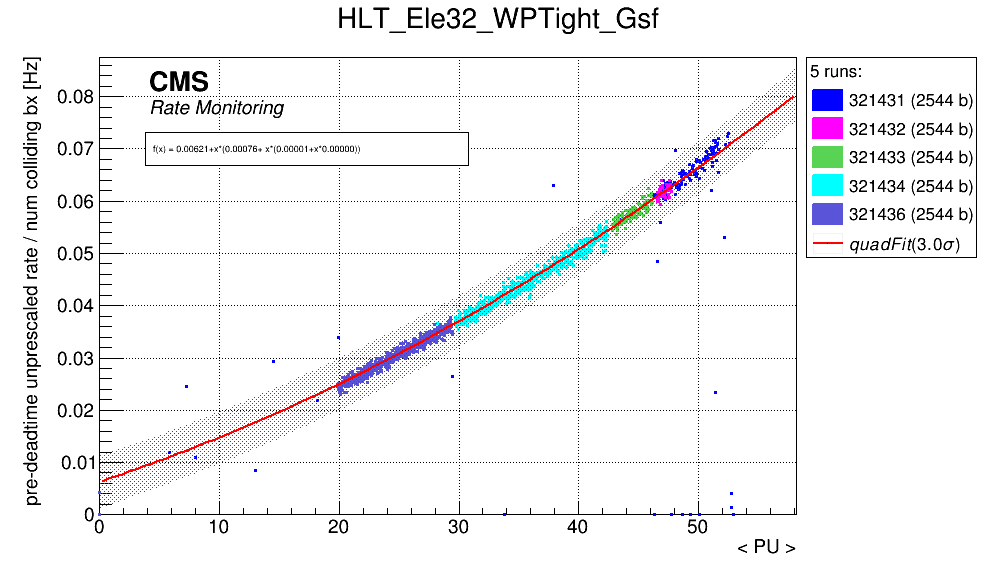 HLT_Ele32_WPTight_Gsf
pre-deadtime unprescaled rate / num colliding bx [Hz]
CMS
Rate Monitoring
f(x) = 0.00621+x*(0.00076+ x*(0.00001+x*0.00000))
0.08
0.07
0.06
0.05
0.04
0.03
0.02
0.01
0
0 10 20 30 40 50
< PU >
5 runs:
321431 (2544 b)
321432 (2544 b)
321433 (2544 b)
321434 (2544 b)
321436 (2544 b)
quadFit(3.0σ)